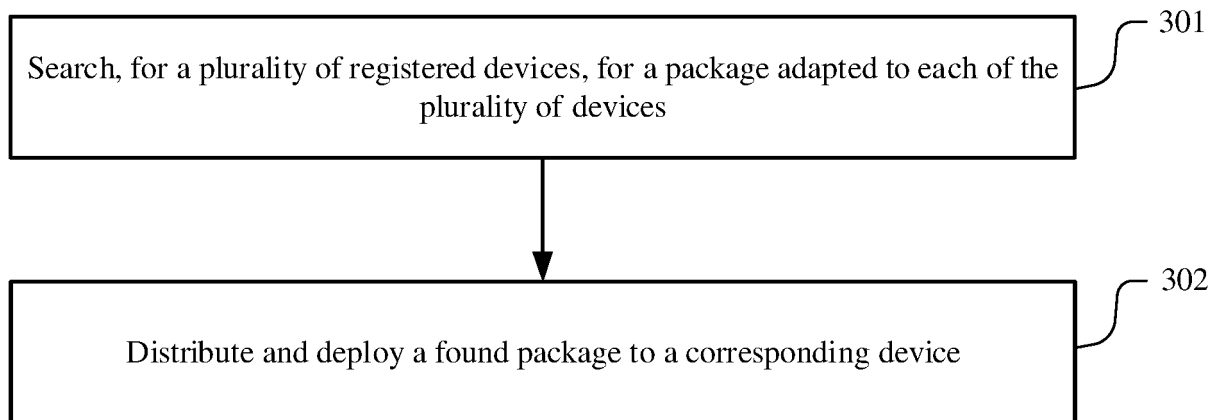 301
Search, for a plurality of registered devices, for a package adapted to each of the
plurality of devices
302
Distribute and deploy a found package to a corresponding device